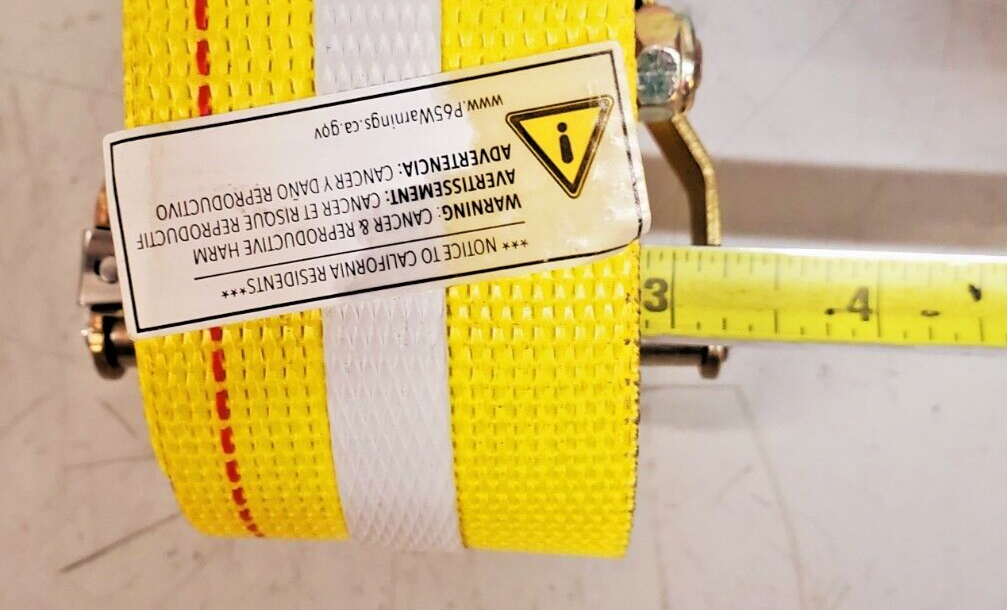 *** NOTICE TO CALIFORNIA RESIDENTS***
WARNING: CANCER & REPRODUCTIVE HARM
AVERTISSEMENT: CANCER ET RISQUE REPRODUCTIF
ADVERTENCIA: CANCER Y DAÑO REPRODUCTIVO
www.P65Warnings.ca.gov
i
3 4